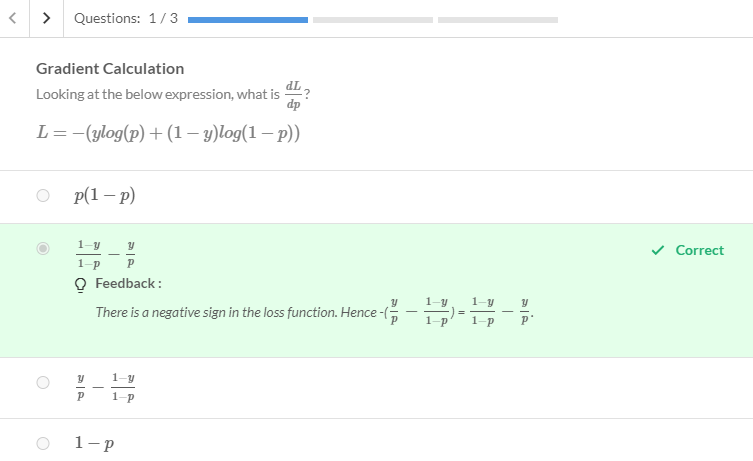 Questions: 1 / 3
Gradient Calculation
Looking at the below expression, what is dL/dp?
L = −(ylog(p) + (1 − y)log(1 − p))
p(1 − p)
(1−y)/(1−p) − y/p
Correct
Feedback :
There is a negative sign in the loss function. Hence -(y/p − (1−y)/(1−p)) = (1−y)/(1−p) − y/p.
y/p − (1−y)/(1−p)
1 − p